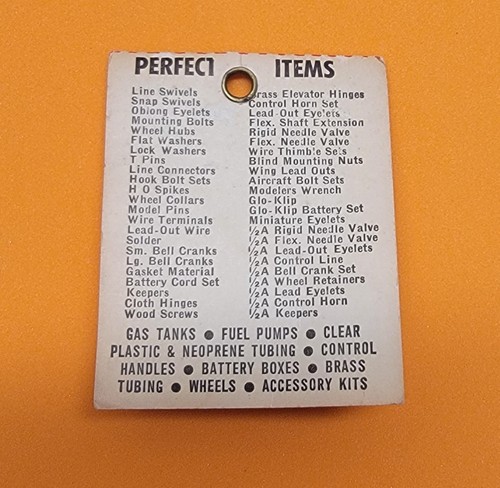 PERFECT ITEMS
Line Swivels
Snap Swivels
Oblong Eyelets
Mounting Bolts
Wheel Hubs
Flat Washers
Lock Washers
T Pins
Line Connectors
Hook Bolt Sets
H O Spikes
Wheel Collars
Model Pins
Wire Terminals
Lead-Out Wire
Solder
Sm. Bell Cranks
Lg. Bell Cranks
Gasket Material
Battery Cord Set
Keepers
Cloth Hinges
Wood Screws
Brass Elevator Hinges
Control Horn Set
Lead-Out Eyelets
Flex. Shaft Extension
Rigid Needle Valve
Flex. Needle Valve
Wire Thimble Sets
Blind Mounting Nuts
Wing Lead Outs
Aircraft Bolt Sets
Modelers Wrench
Glo-Klip
Glo-Klip Battery Set
Miniature Eyelets
½A Rigid Needle Valve
½A Flex. Needle Valve
½A Lead-Out Eyelets
½A Control Line
½A Bell Crank Set
½A Wheel Retainers
½A Lead Eyelets
½A Control Horn
½A Keepers
GAS TANKS ● FUEL PUMPS ● CLEAR
PLASTIC & NEOPRENE TUBING ● CONTROL
HANDLES ● BATTERY BOXES ● BRASS
TUBING ● WHEELS ● ACCESSORY KITS